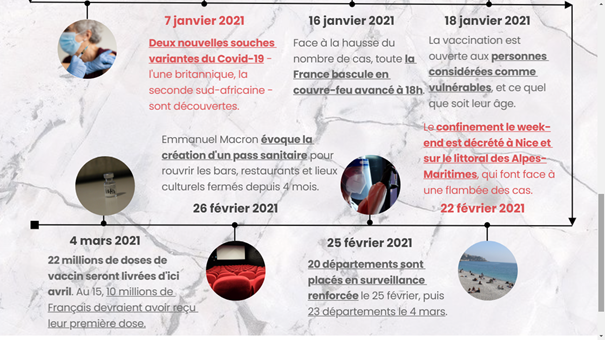 7 janvier 2021
Deux nouvelles souches
variantes du Covid-19 -
l'une britannique, la
seconde sud-africaine -
sont découvertes.
16 janvier 2021
Face à la hausse du
nombre de cas, toute la
France bascule en
couvre-feu avancé à 18h.
18 janvier 2021
La vaccination est
ouverte aux personnes
considérées comme
vulnérables, et ce quel
que soit leur âge.
Le confinement le week-
end est décrété à Nice et
sur le littoral des Alpes-
Maritimes, qui font face à
une flambée des cas.
22 février 2021
Emmanuel Macron évoque la
création d'un pass sanitaire pour
rouvrir les bars, restaurants et lieux
culturels fermés depuis 4 mois.
26 février 2021
25 février 2021
20 départements sont
placés en surveillance
renforcée le 25 février, puis
23 départements le 4 mars.
4 mars 2021
22 millions de doses de
vaccin seront livrées d'ici
avril. Au 15, 10 millions de
Français devraient avoir reçu
leur première dose.